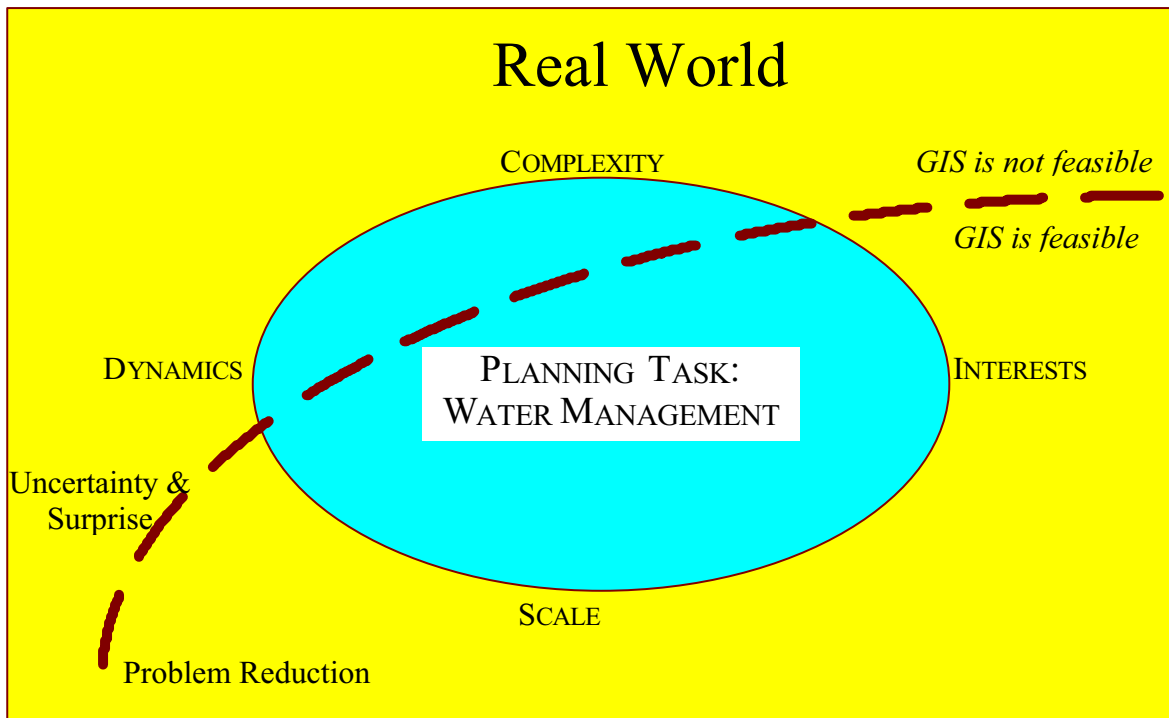 Real World
COMPLEXITY
GIS is not feasible
GIS is feasible
DYNAMICS
PLANNING TASK:
WATER MANAGEMENT
INTERESTS
Uncertainty &
Surprise
SCALE
Problem Reduction